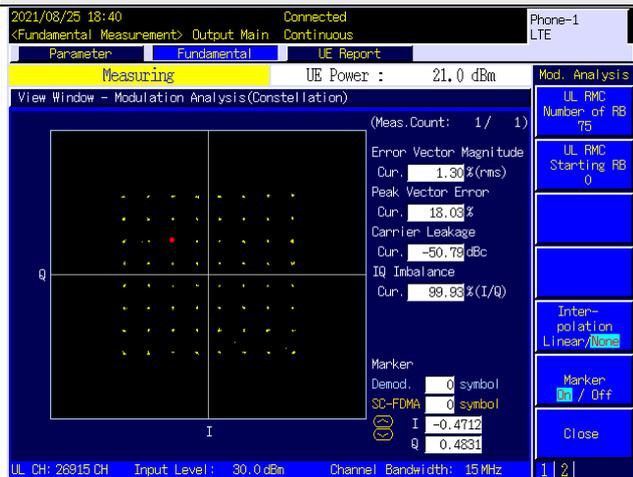 2021/08/25 18:40 Connected Phone-1
<Fundamental Measurement> Output Main Continuous LTE
Parameter Fundamental UE Report
Measuring UE Power : 21.0 dBm Mod. Analysis
View Window - Modulation Analysis(Constellation)
(Meas.Count: 1/ 1)
Error Vector Magnitude
Cur. 1.30 %(rms)
Peak Vector Error
Cur. 18.03 %
Carrier Leakage
Cur. -50.79 dBc
IQ Imbalance
Cur. 99.93 %(I/Q)
Marker
Demod. 0 symbol
SC-FDMA 0 symbol
I -0.4712
Q 0.4831
Q
I
UL RMC
Number of RB
75
UL RMC
Starting RB
0
Inter-
polation
Linear/None
Marker
On / Off
Close
UL CH: 26915 CH Input Level: 30.0 dBm Channel Bandwidth: 15 MHz 1 2